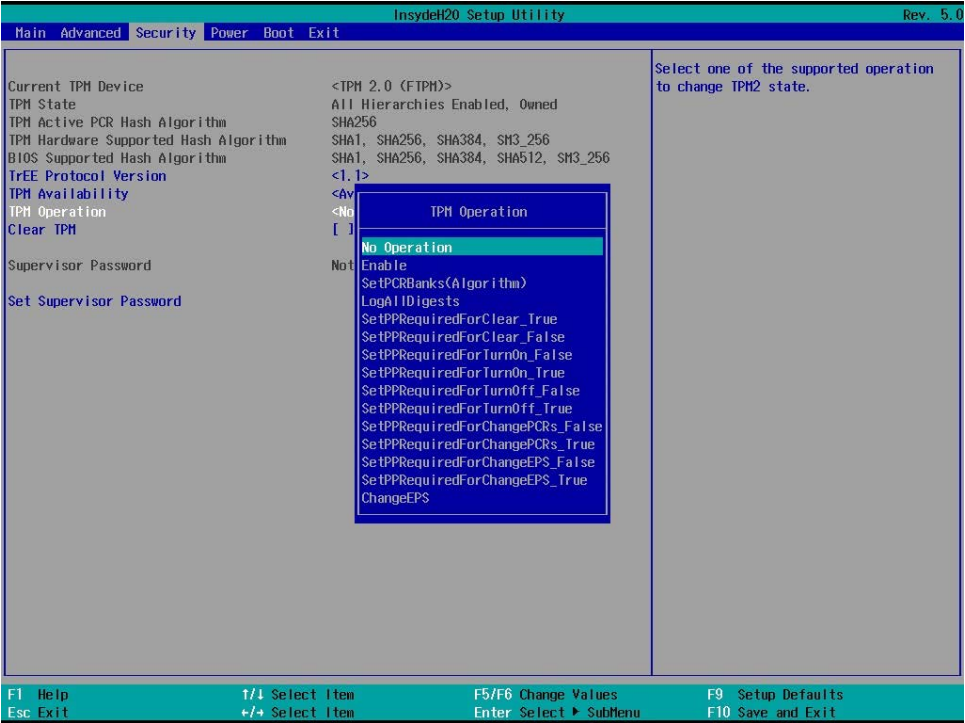 InsydeH20 Setup Utility Rev. 5.0
Main Advanced Security Power Boot Exit
Select one of the supported operation
to change TPM2 state.
Current TPM Device <TPM 2.0 (FTPM)>
TPM State All Hierarchies Enabled, Owned
TPM Active PCR Hash Algorithm SHA256
TPM Hardware Supported Hash Algorithm SHA1, SHA256, SHA384, SM3_256
BIOS Supported Hash Algorithm SHA1, SHA256, SHA384, SHA512, SM3_256
TrEE Protocol Version <1.1>
TPM Availability <Av
TPM Operation <No
Clear TPM [ ]
Supervisor Password Not
Set Supervisor Password
TPM Operation
No Operation
Enable
SetPCRBanks(Algorithm)
LogAllDigests
SetPPRequiredForClear_True
SetPPRequiredForClear_False
SetPPRequiredForTurnOn_False
SetPPRequiredForTurnOn_True
SetPPRequiredForTurnOff_False
SetPPRequiredForTurnOff_True
SetPPRequiredForChangePCRs_False
SetPPRequiredForChangePCRs_True
SetPPRequiredForChangeEPS_False
SetPPRequiredForChangeEPS_True
ChangeEPS
F1 Help ↑/↓ Select Item F5/F6 Change Values F9 Setup Defaults
Esc Exit ←/→ Select Item Enter Select ▶ SubMenu F10 Save and Exit